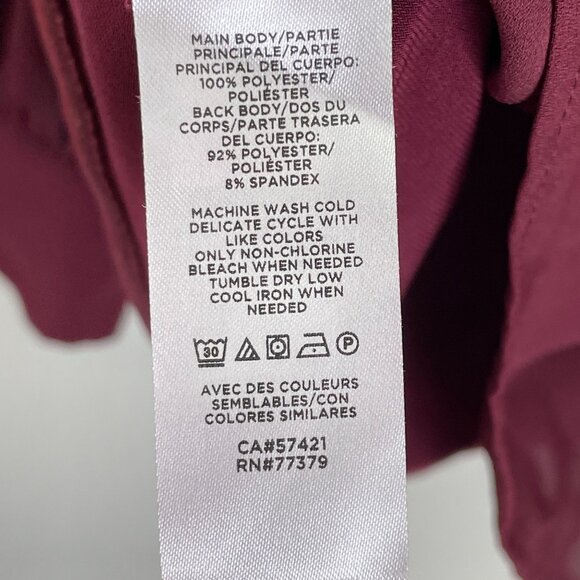 MAIN BODY/PARTIE
PRINCIPALE/PARTE
PRINCIPAL DEL CUERPO:
100% POLYESTER/
POLIÉSTER
BACK BODY/DOS DU
CORPS/PARTE TRASERA
DEL CUERPO:
92% POLYESTER/
POLIÉSTER
8% SPANDEX
MACHINE WASH COLD
DELICATE CYCLE WITH
LIKE COLORS
ONLY NON-CHLORINE
BLEACH WHEN NEEDED
TUMBLE DRY LOW
COOL IRON WHEN
NEEDED
30 P
AVEC DES COULEURS
SEMBLABLES/CON
COLORES SIMILARES
CA#57421
RN#77379